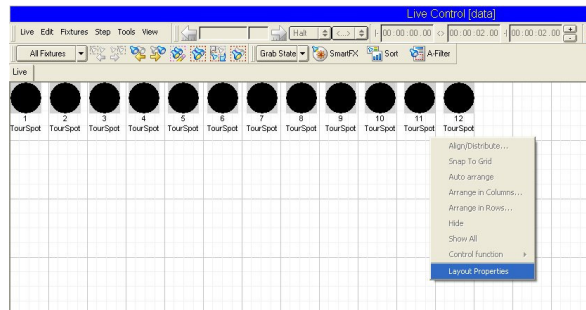 Live Control [data]
Live Edit Fixtures Step Tools View Halt <...> 00:00:00.00 <> 00:00:02.00 00:00:02.00
All Fixtures Grab State SmartFX Sort A-Filter
Live
1 2 3 4 5 6 7 8 9 10 11 12
TourSpot TourSpot TourSpot TourSpot TourSpot TourSpot TourSpot TourSpot TourSpot TourSpot TourSpot TourSpot
Align/Distribute...
Snap To Grid
Auto arrange
Arrange in Columns...
Arrange in Rows...
Hide
Show All
Control function
Layout Properties